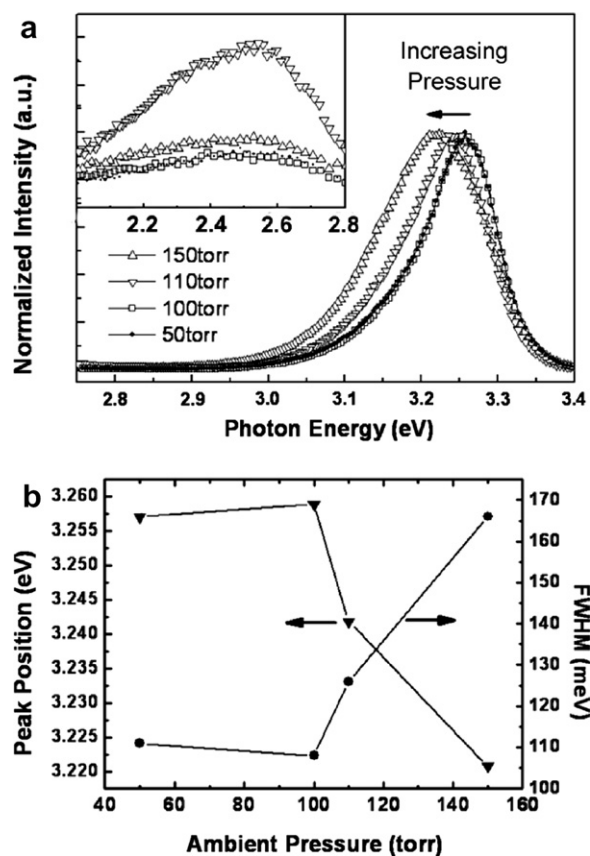 a
Increasing
Pressure
2.2 2.4 2.6 2.8
150torr
110torr
100torr
50torr
Normalized Intensity (a.u.)
2.8 2.9 3.0 3.1 3.2 3.3 3.4
Photon Energy (eV)
b
3.260
3.255
3.250
3.245
3.240
3.235
3.230
3.225
3.220
Peak Position
(eV)
170
160
150
140
130
120
110
100
FWHM
(meV)
40 60 80 100 120 140 160
Ambient Pressure (torr)